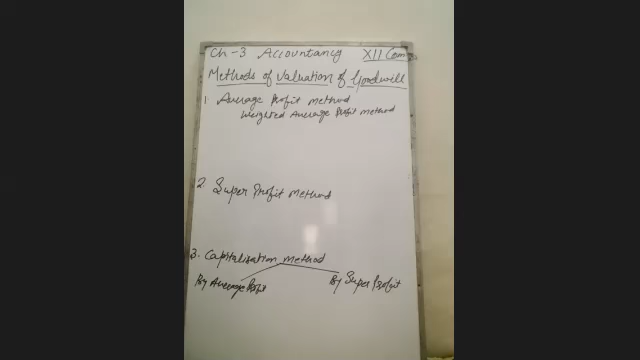 Ch-3 Accountancy XII Com
Methods of Valuation of Goodwill
1 Average Profit Method
Weighted Average Profit Method
2. Super Profit Method
3. Capitalisation Method
By Average Profit By Super Profit